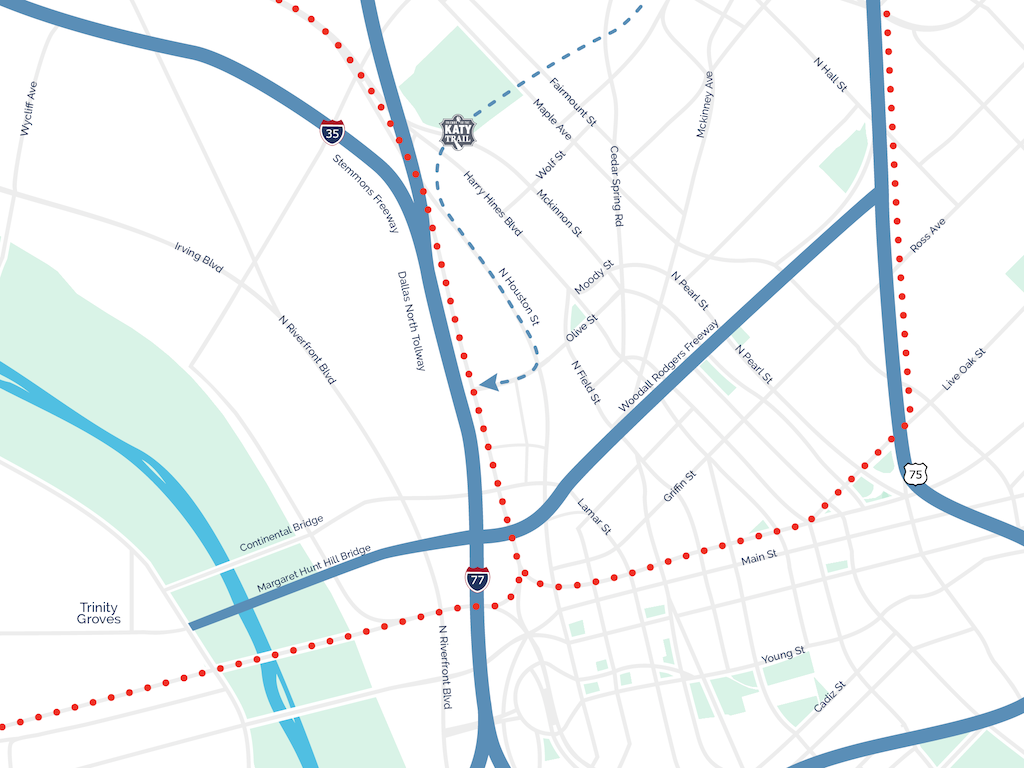 N Hall St
Fairmount St
Mckinney Ave
Wycliff Ave
Maple Ave
KATY
TRAIL
35
Wolf St
Cedar Spring Rd
Stemmons Freeway
Harry Hines Blvd
Mckinnon St
Ross Ave
Irving Blvd
Moody St
N Pearl St
N Houston St
Dallas North Tollway
Olive St
N Riverfront Blvd
Woodall Rodgers Freeway
N Pearl St
N Field St
Live Oak St
75
Griffin St
Lamar St
Continental Bridge
Main St
Margaret Hunt Hill Bridge
77
Trinity
Groves
Young St
N Riverfront Blvd
Cadiz St